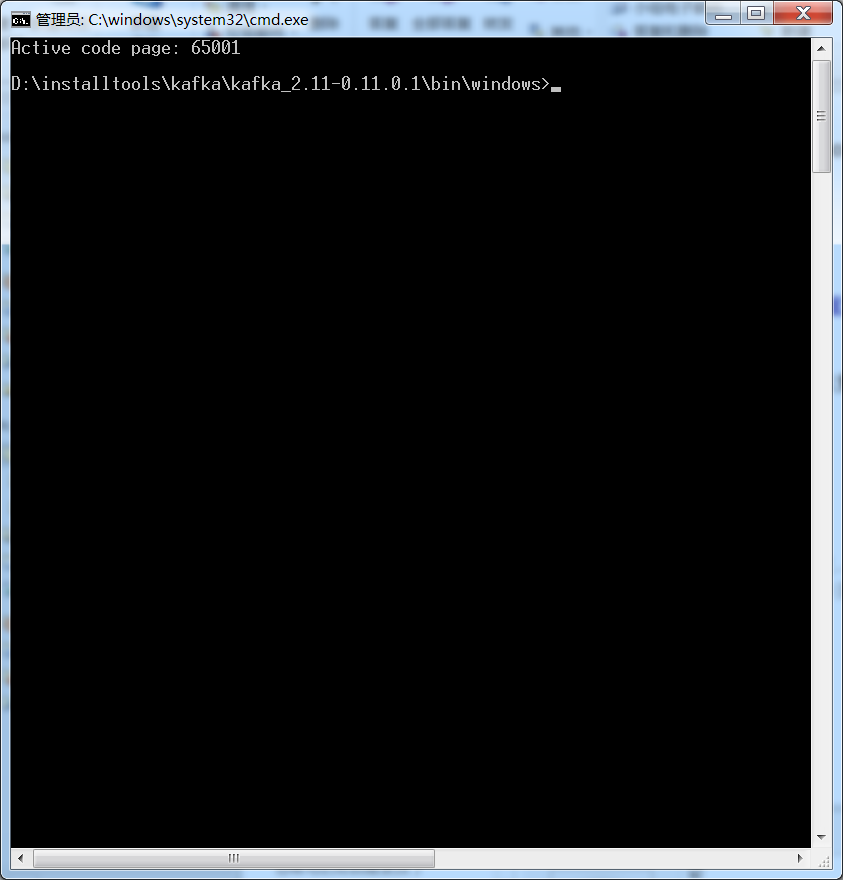 管理员: C:\windows\system32\cmd.exe
Active code page: 65001
D:\installtools\kafka\kafka_2.11-0.11.0.1\bin\windows>